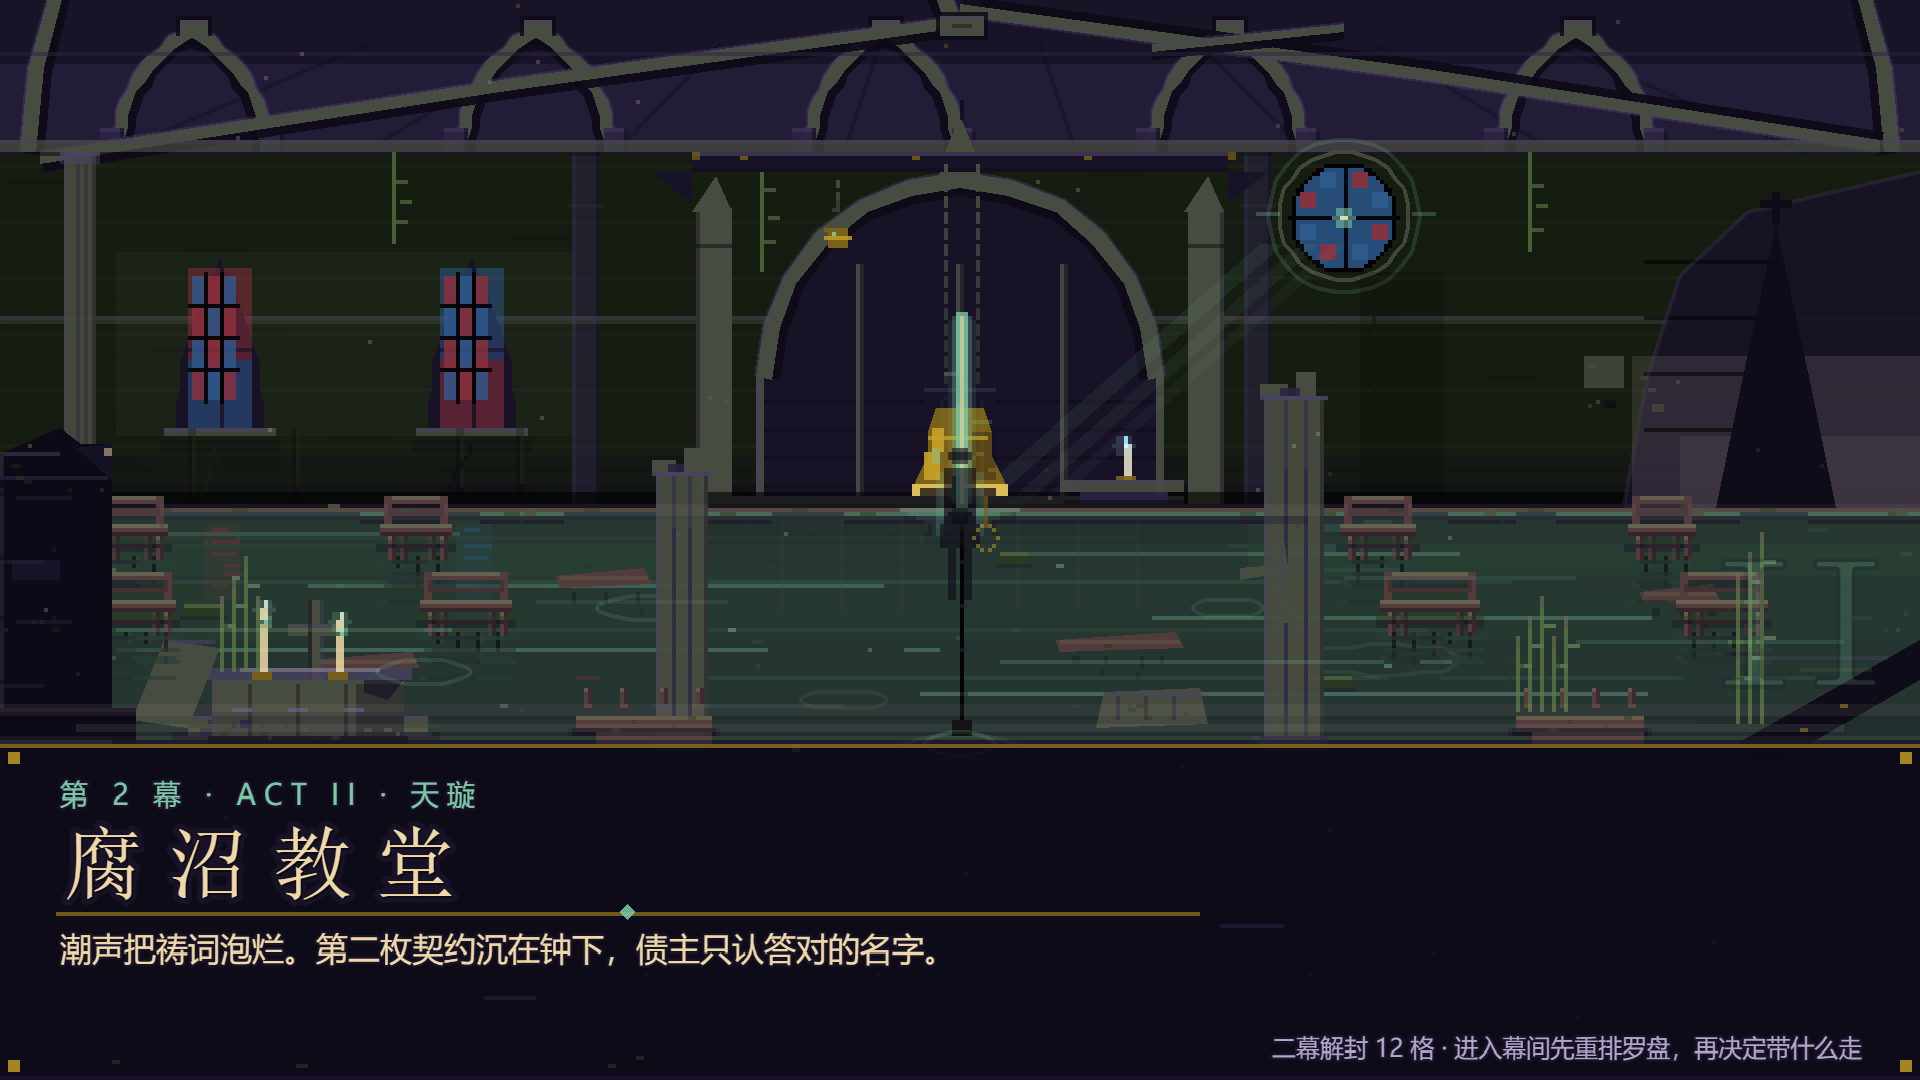 II
第 2 幕 · ACT II · 天璇
腐沼教堂
潮声把祷词泡烂。第二枚契约沉在钟下，债主只认答对的名字。
二幕解封 12 格 · 进入幕间先重排罗盘，再决定带什么走